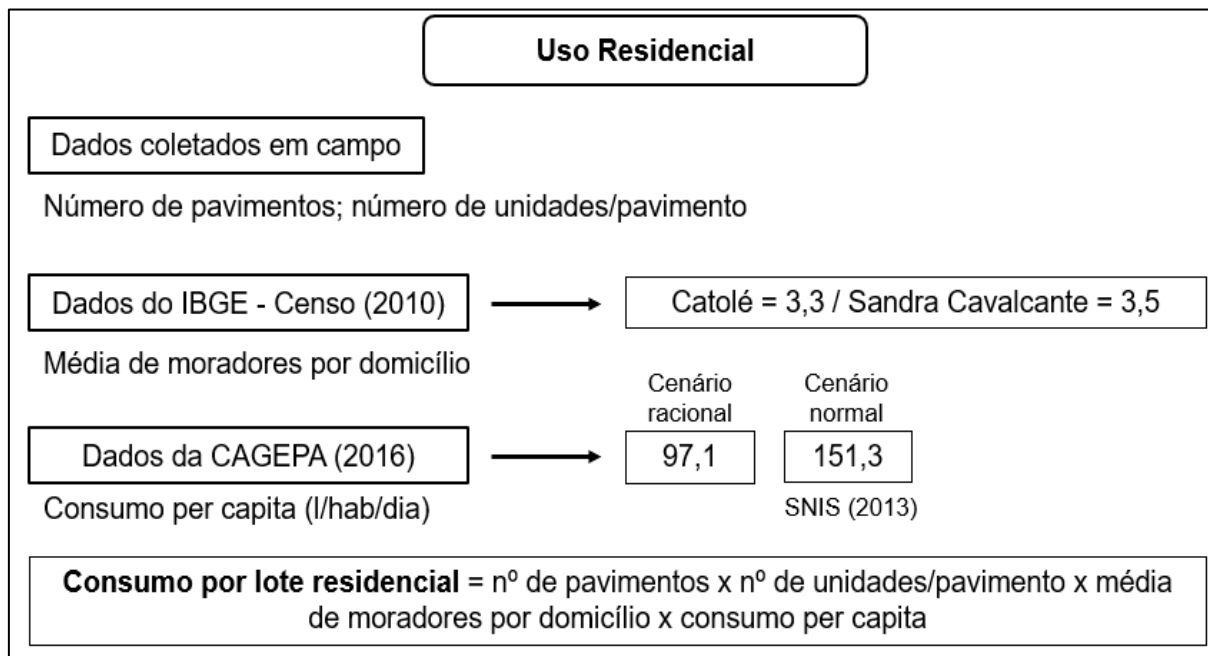 Uso Residencial
Dados coletados em campo
Número de pavimentos; número de unidades/pavimento
Dados do IBGE - Censo (2010)
Catolé = 3,3 / Sandra Cavalcante = 3,5
Média de moradores por domicílio
Cenário
racional
Cenário
normal
Dados da CAGEPA (2016)
97,1
151,3
Consumo per capita (l/hab/dia)
SNIS (2013)
Consumo por lote residencial = nº de pavimentos x nº de unidades/pavimento x média
de moradores por domicílio x consumo per capita